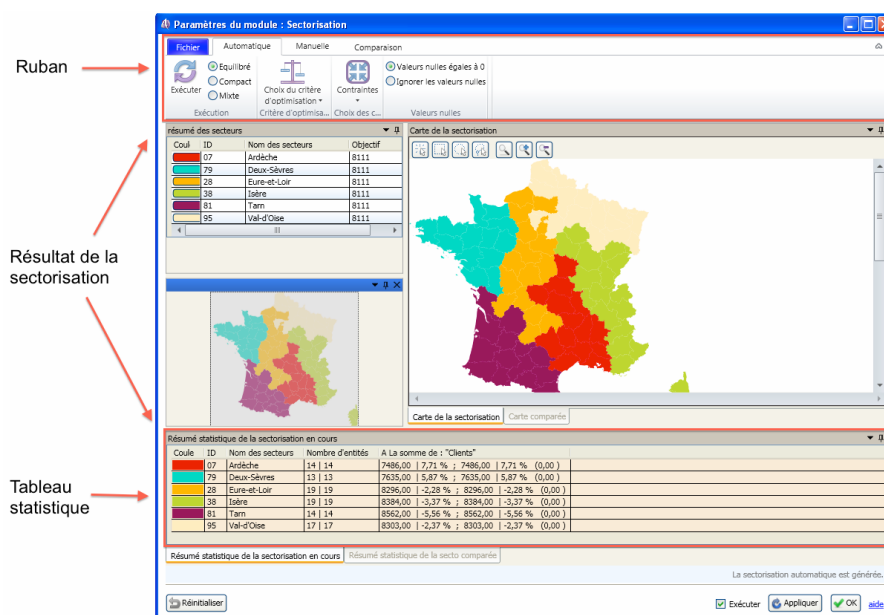 Paramètres du module : Sectorisation
Ruban
Fichier Automatique Manuelle Comparaison
Exécuter
Equilibré
Compact
Mixte
Exécution
Choix du critère
d'optimisation
Critère d'optimisa...
Contraintes
Choix des c...
Valeurs nulles égales à 0
Ignorer les valeurs nulles
Valeurs nulles
Résultat de la
sectorisation
résumé des secteurs
Coul ID Nom des secteurs Objectif
07 Ardèche 8111
79 Deux-Sèvres 8111
28 Eure-et-Loir 8111
38 Isère 8111
81 Tarn 8111
95 Val-d'Oise 8111
Carte de la sectorisation
Carte de la sectorisation Carte comparée
Tableau
statistique
Résumé statistique de la sectorisation en cours
Coule ID Nom des secteurs Nombre d'entités A La somme de : "Clients"
07 Ardèche 14 | 14 7486,00 | 7,71 % ; 7486,00 | 7,71 % (0,00 )
79 Deux-Sèvres 13 | 13 7635,00 | 5,87 % ; 7635,00 | 5,87 % (0,00 )
28 Eure-et-Loir 19 | 19 8296,00 | -2,28 % ; 8296,00 | -2,28 % (0,00 )
38 Isère 19 | 19 8384,00 | -3,37 % ; 8384,00 | -3,37 % (0,00 )
81 Tarn 14 | 14 8562,00 | -5,56 % ; 8562,00 | -5,56 % (0,00 )
95 Val-d'Oise 17 | 17 8303,00 | -2,37 % ; 8303,00 | -2,37 % (0,00 )
Résumé statistique de la sectorisation en cours Résumé statistique de la secto comparée
La sectorisation automatique est générée.
Réinitialiser Exécuter Appliquer OK aide